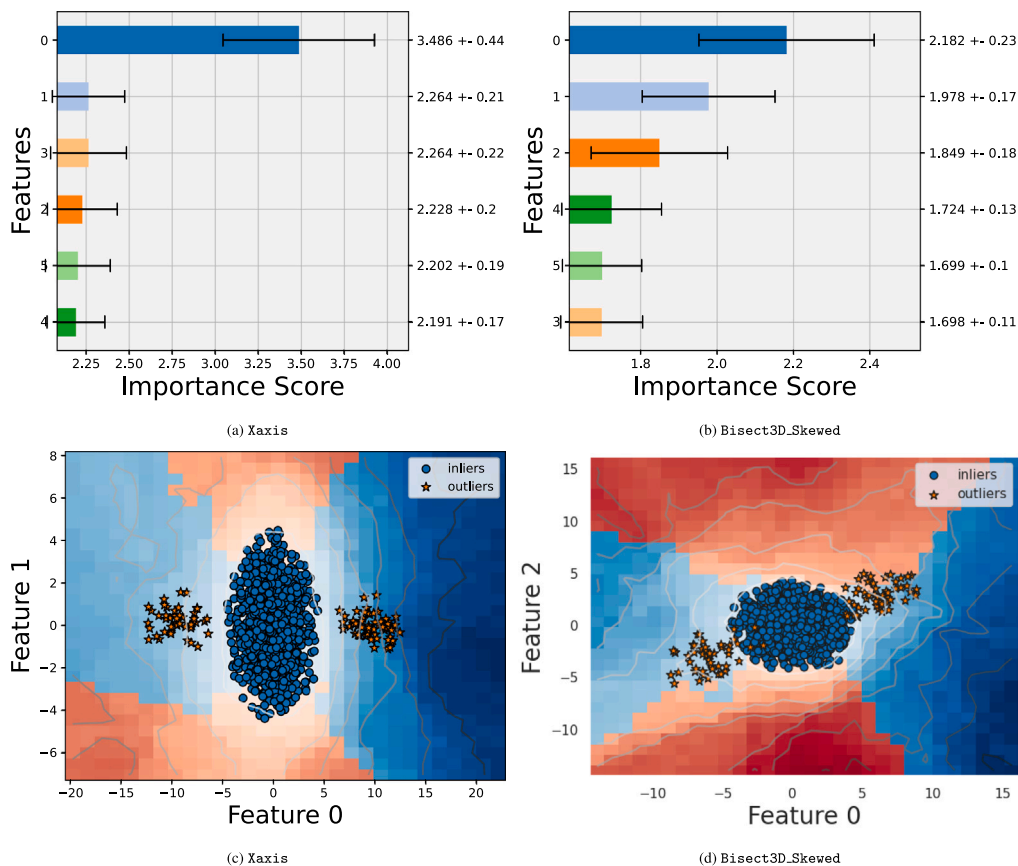 0
1
3
2
5
4
Features
3.486 +- 0.44
2.264 +- 0.21
2.264 +- 0.22
2.228 +- 0.2
2.202 +- 0.19
2.191 +- 0.17
2.25 2.50 2.75 3.00 3.25 3.50 3.75 4.00
Importance Score
(a) Xaxis
0
1
2
4
5
3
Features
2.182 +- 0.23
1.978 +- 0.17
1.849 +- 0.18
1.724 +- 0.13
1.699 +- 0.1
1.698 +- 0.11
1.8 2.0 2.2 2.4
Importance Score
(b) Bisect3D_Skewed
8
6
4
2
0
−2
−4
−6
Feature 1
inliers
outliers
−20 −15 −10 −5 0 5 10 15 20
Feature 0
(c) Xaxis
15
10
5
0
−5
−10
Feature 2
inliers
outliers
−10 −5 0 5 10 15
Feature 0
(d) Bisect3D_Skewed